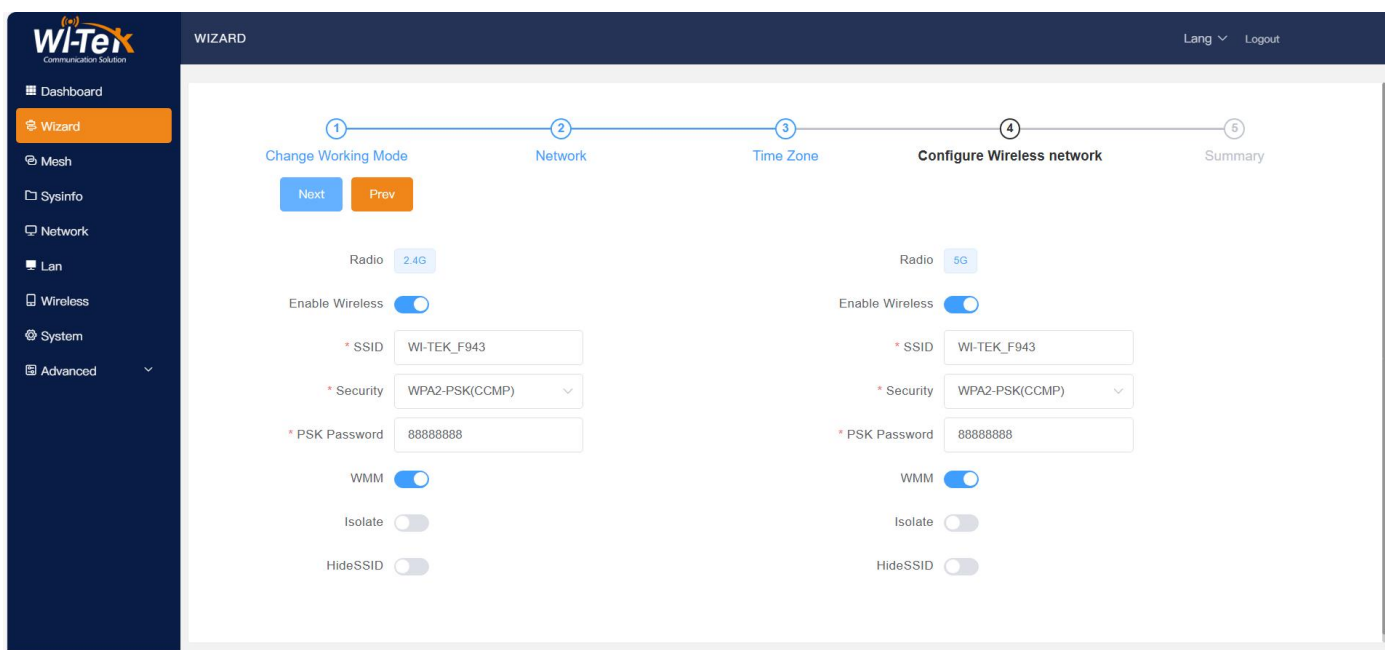 WI-TEK
Communication Solution
WIZARD
Lang
Logout
Dashboard
Wizard
Mesh
Sysinfo
Network
Lan
Wireless
System
Advanced
1 2 3 4 5
Change Working Mode Network Time Zone Configure Wireless network Summary
Next Prev
Radio 2.4G Radio 5G
Enable Wireless Enable Wireless
* SSID WI-TEK_F943 * SSID WI-TEK_F943
* Security WPA2-PSK(CCMP) * Security WPA2-PSK(CCMP)
* PSK Password 88888888 * PSK Password 88888888
WMM WMM
Isolate Isolate
HideSSID HideSSID